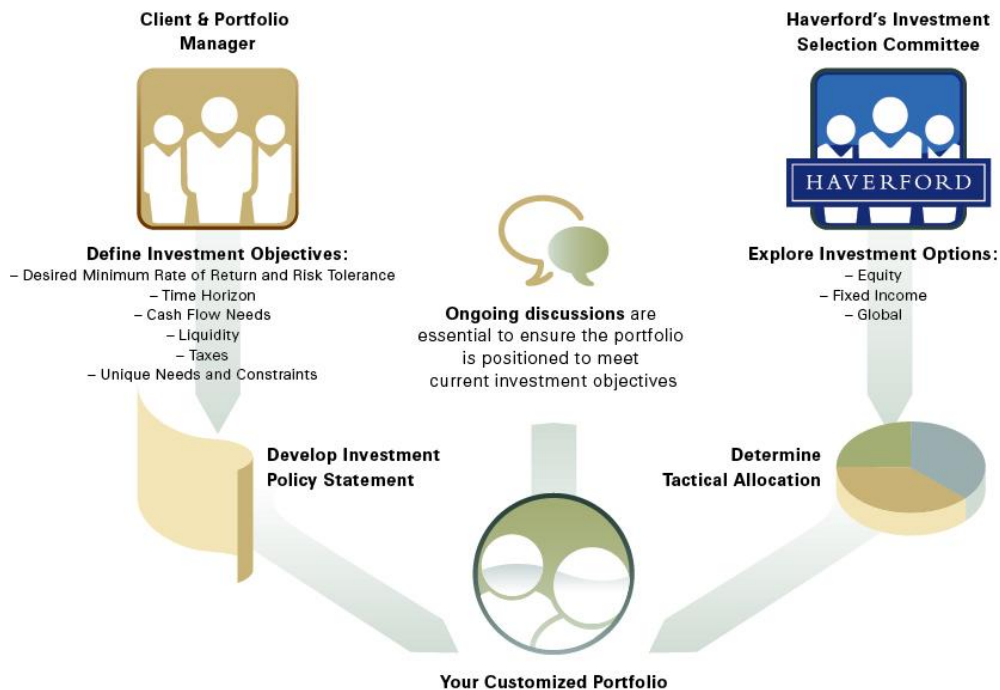 Client & Portfolio
Manager
Define Investment Objectives:
– Desired Minimum Rate of Return and Risk Tolerance
– Time Horizon
– Cash Flow Needs
– Liquidity
– Taxes
– Unique Needs and Constraints
Develop Investment
Policy Statement
Ongoing discussions are
essential to ensure the portfolio
is positioned to meet
current investment objectives
Haverford's Investment
Selection Committee
HAVERFORD
Explore Investment Options:
– Equity
– Fixed Income
– Global
Determine
Tactical Allocation
Your Customized Portfolio